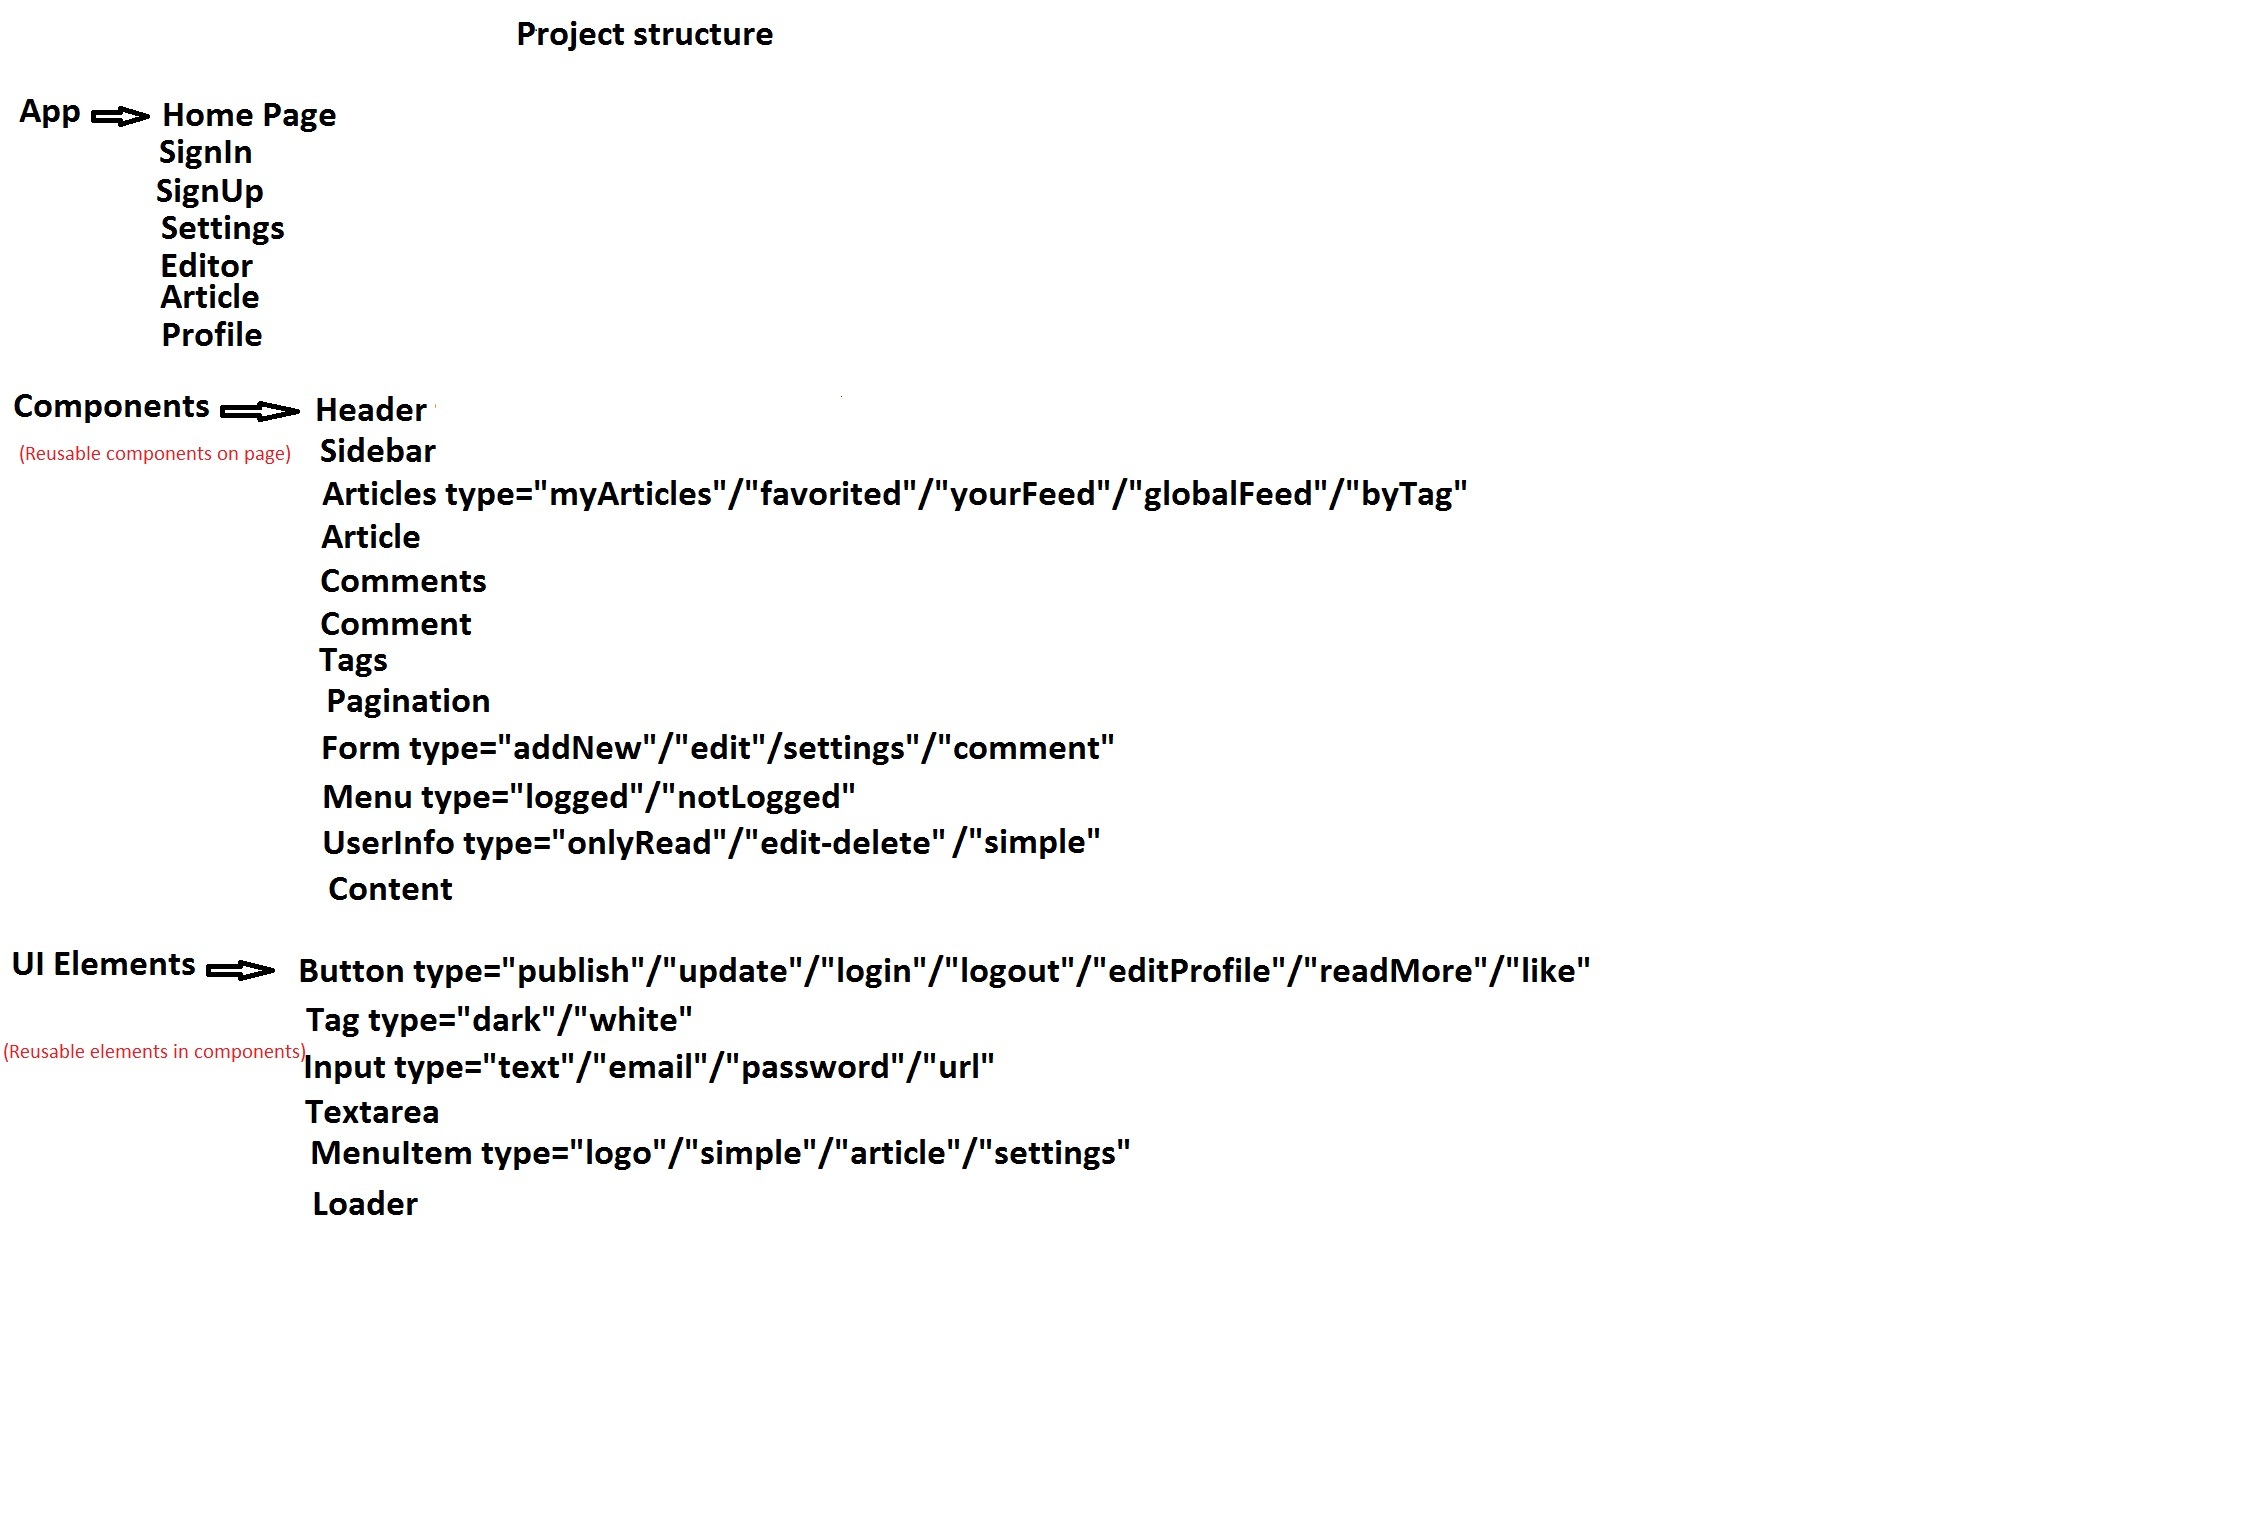 Project structure
App Home Page
SignIn
SignUp
Settings
Editor
Article
Profile
Components Header
(Reusable components on page) Sidebar
Articles type="myArticles"/"favorited"/"yourFeed"/"globalFeed"/"byTag"
Article
Comments
Comment
Tags
Pagination
Form type="addNew"/"edit"/settings"/"comment"
Menu type="logged"/"notLogged"
UserInfo type="onlyRead"/"edit-delete" /"simple"
Content
UI Elements Button type="publish"/"update"/"login"/"logout"/"editProfile"/"readMore"/"like"
Tag type="dark"/"white"
(Reusable elements in components) Input type="text"/"email"/"password"/"url"
Textarea
MenuItem type="logo"/"simple"/"article"/"settings"
Loader